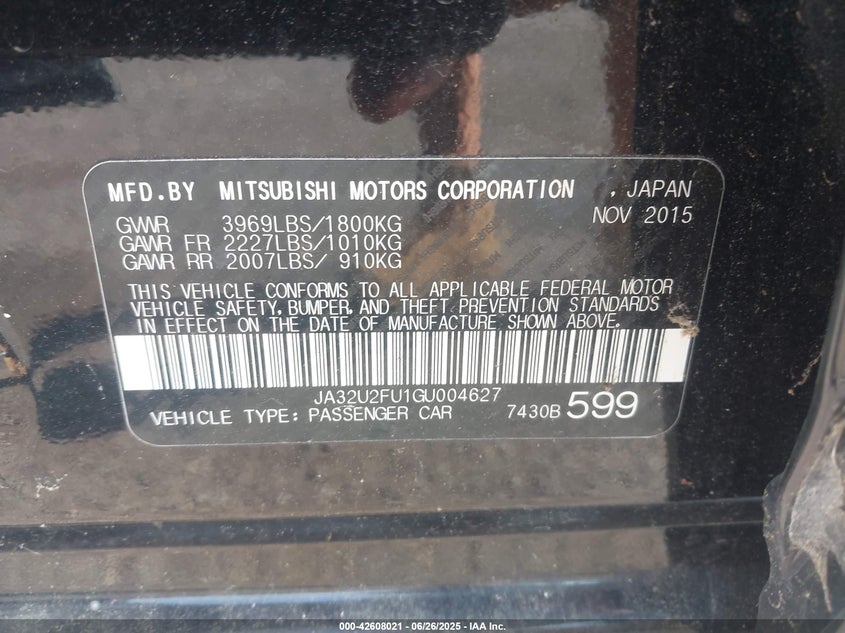 MFD.BY MITSUBISHI MOTORS CORPORATION , JAPAN
NOV 2015
GVWR 3969LBS/1800KG
GAWR FR 2227LBS/1010KG
GAWR RR 2007LBS/ 910KG
THIS VEHICLE CONFORMS TO ALL APPLICABLE FEDERAL MOTOR
VEHICLE SAFETY, BUMPER, AND THEFT PREVENTION STANDARDS
IN EFFECT ON THE DATE OF MANUFACTURE SHOWN ABOVE.
JA32U2FU1GU004627
VEHICLE TYPE: PASSENGER CAR 7430B 599
000-42608021 - 06/26/2025 - IAA Inc.